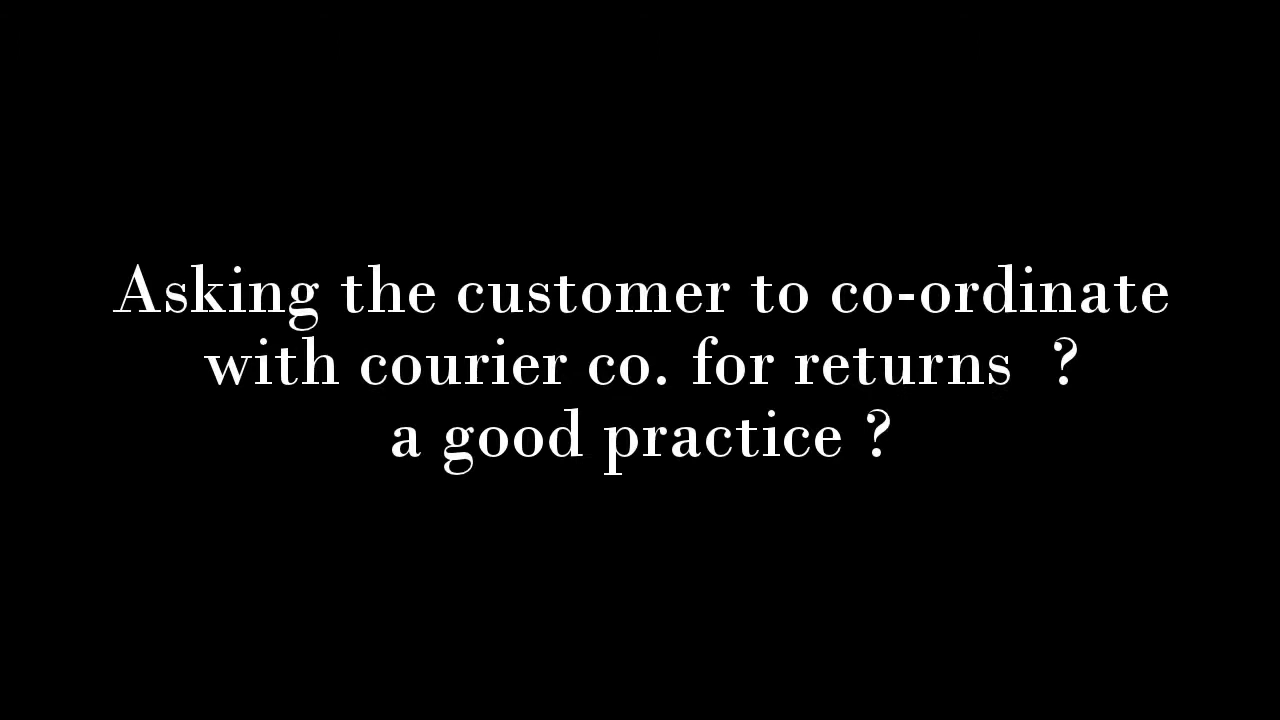 Asking the customer to co-ordinate
with courier co. for returns  ?
a good practice ?